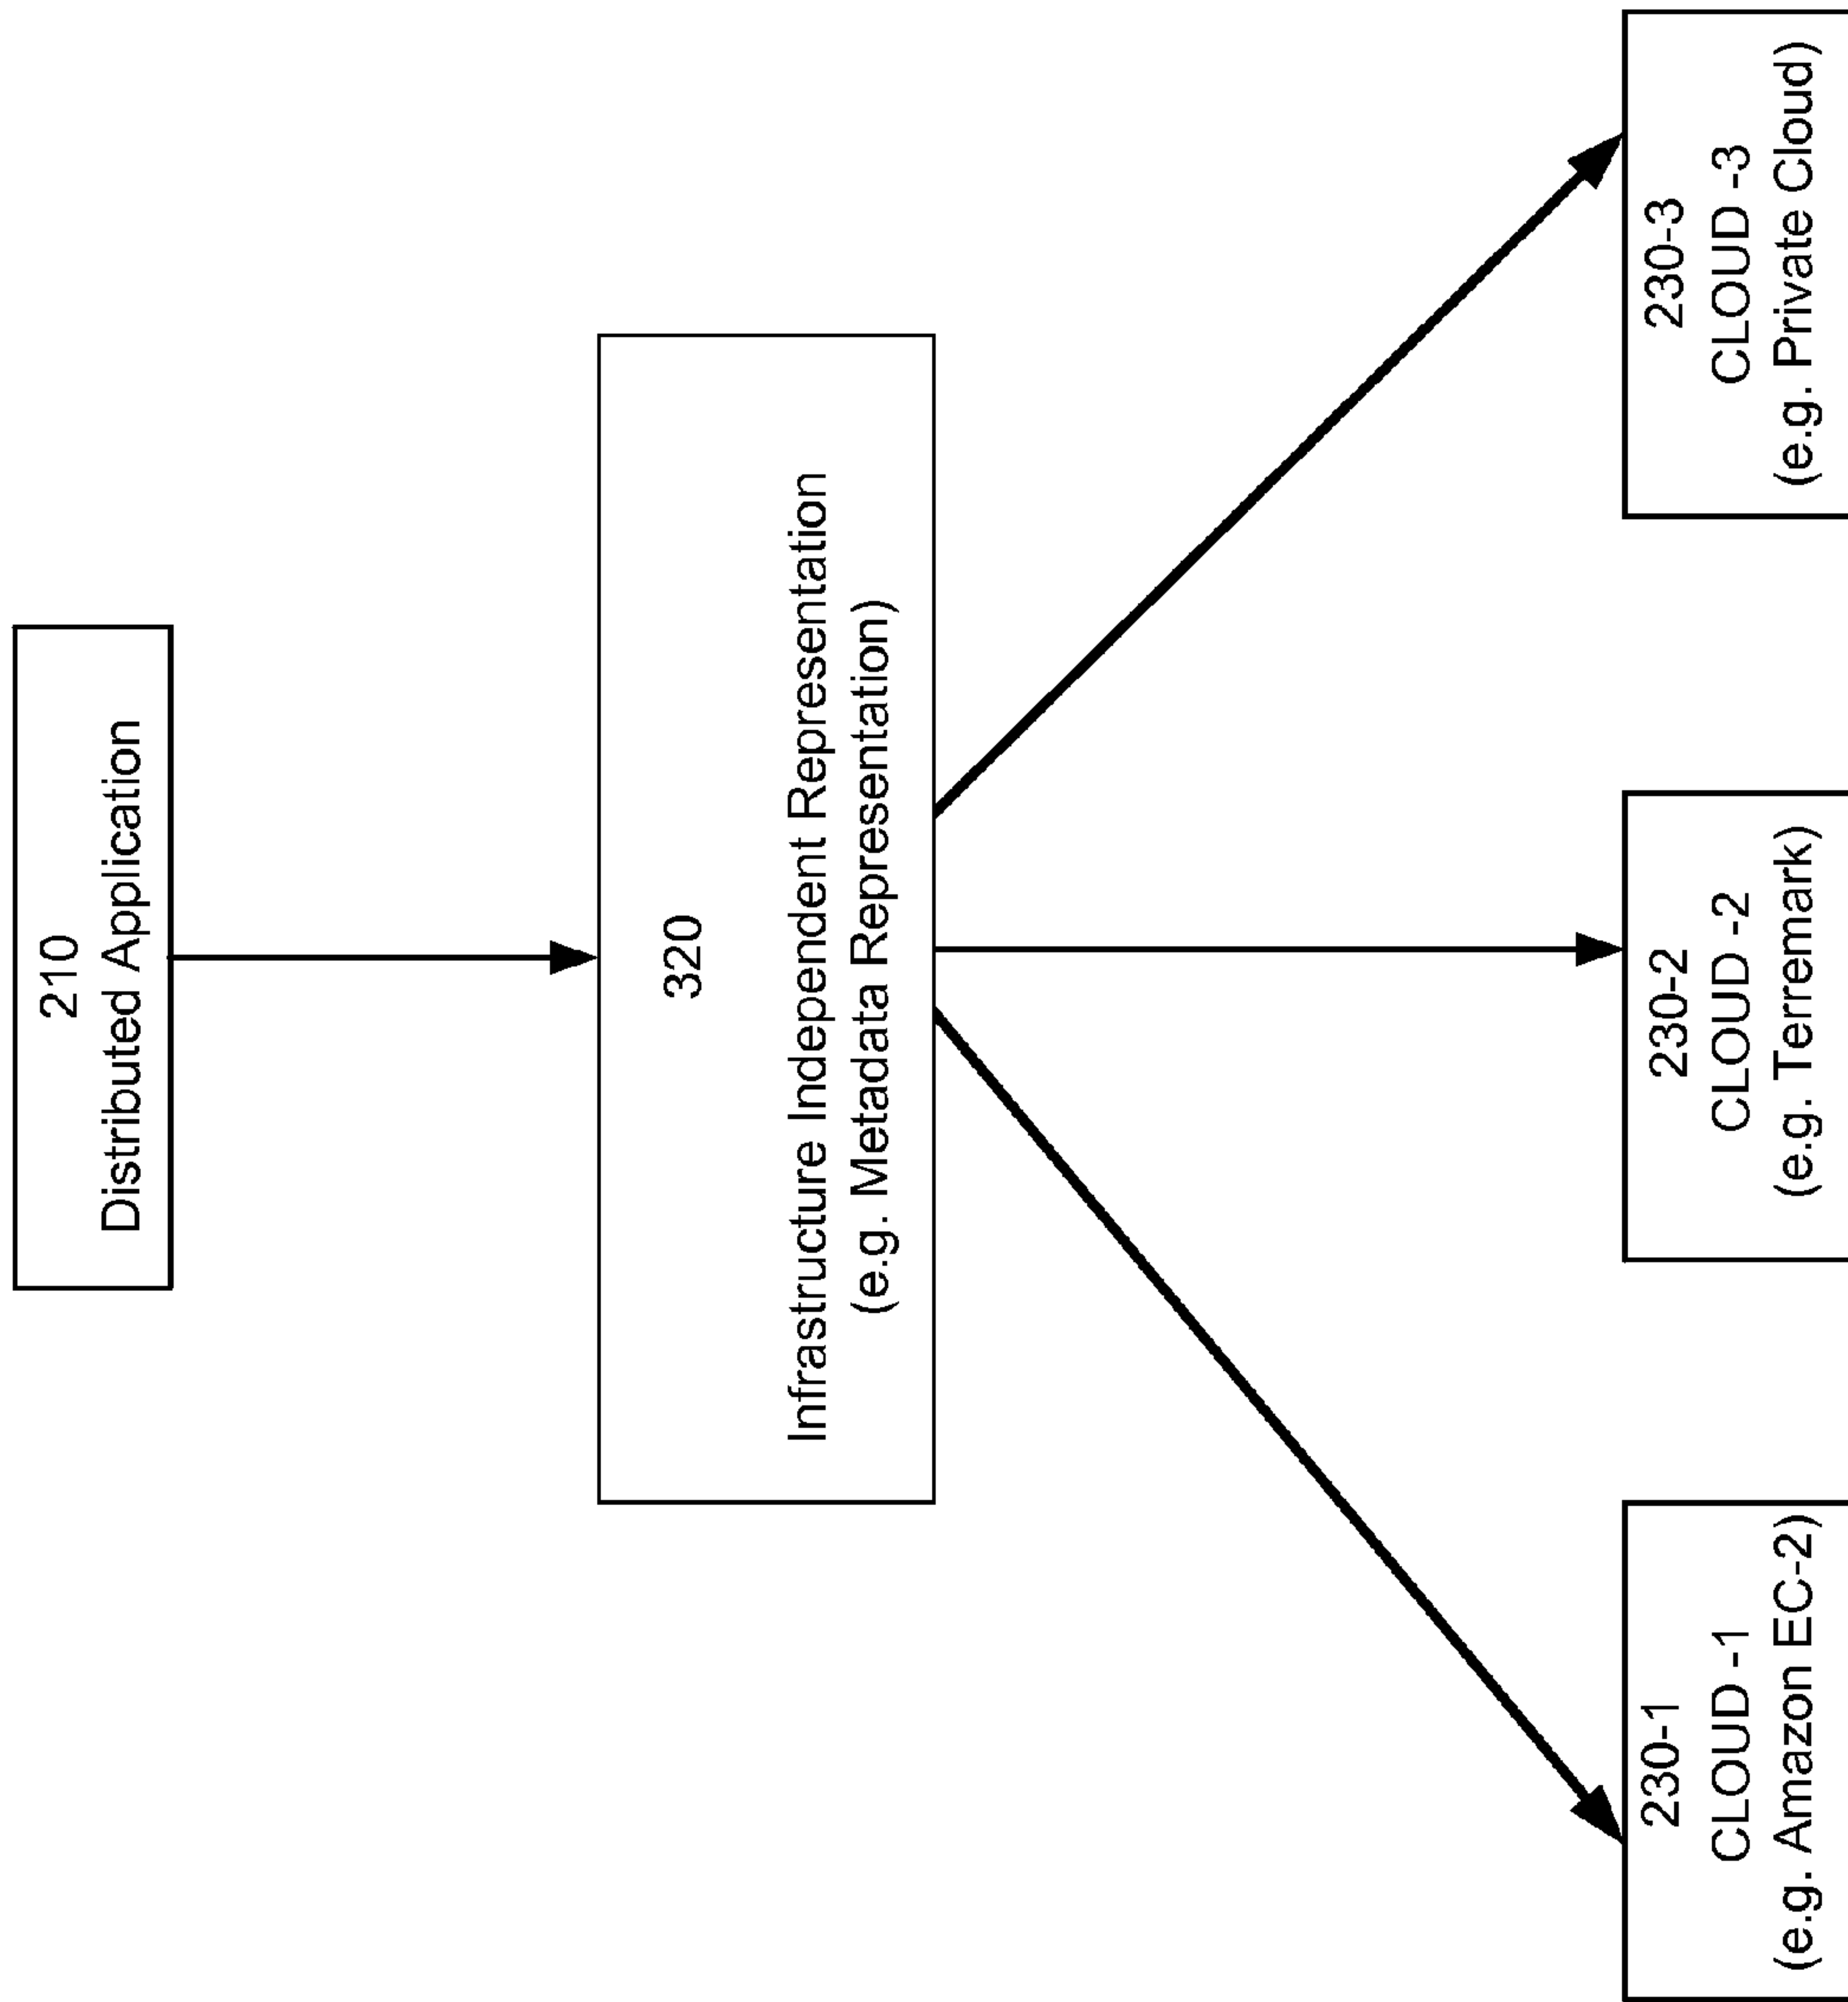 210
Distributed Application
320
Infrastructure Independent Representation
(e.g. Metadata Representation)
230-1
CLOUD -1
(e.g. Amazon EC-2)
230-2
CLOUD -2
(e.g. Terremark)
230-3
CLOUD -3
(e.g. Private Cloud)